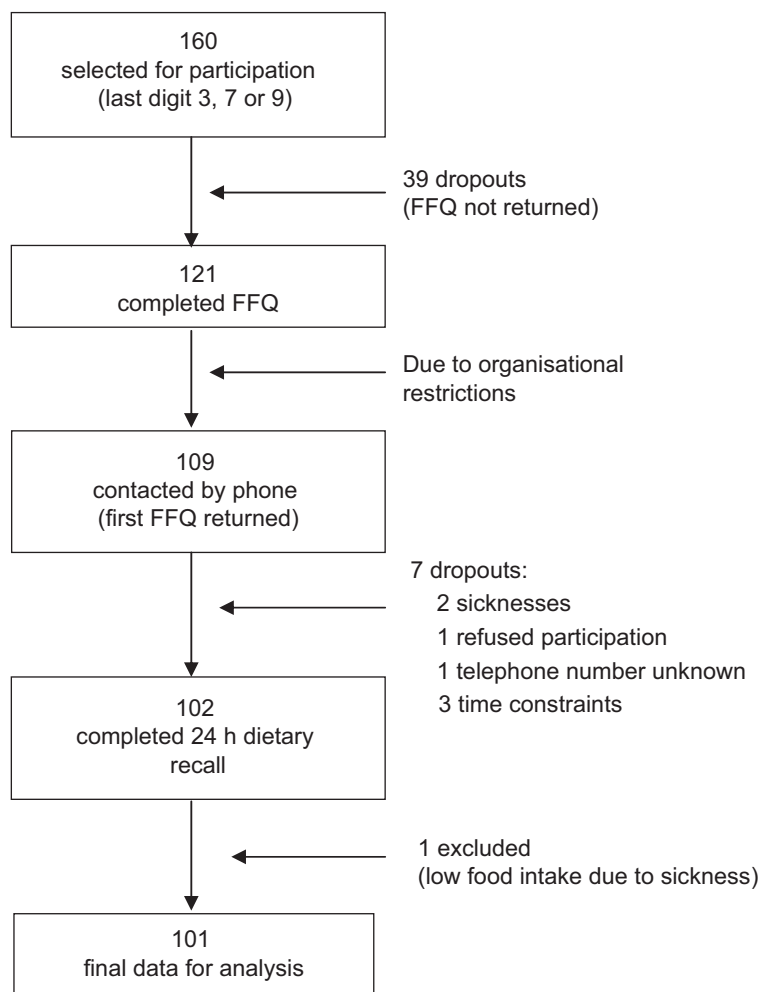 160
selected for participation
(last digit 3, 7 or 9)
39 dropouts
(FFQ not returned)
121
completed FFQ
Due to organisational
restrictions
109
contacted by phone
(first FFQ returned)
7 dropouts:
2 sicknesses
1 refused participation
1 telephone number unknown
3 time constraints
102
completed 24 h dietary
recall
1 excluded
(low food intake due to sickness)
101
final data for analysis